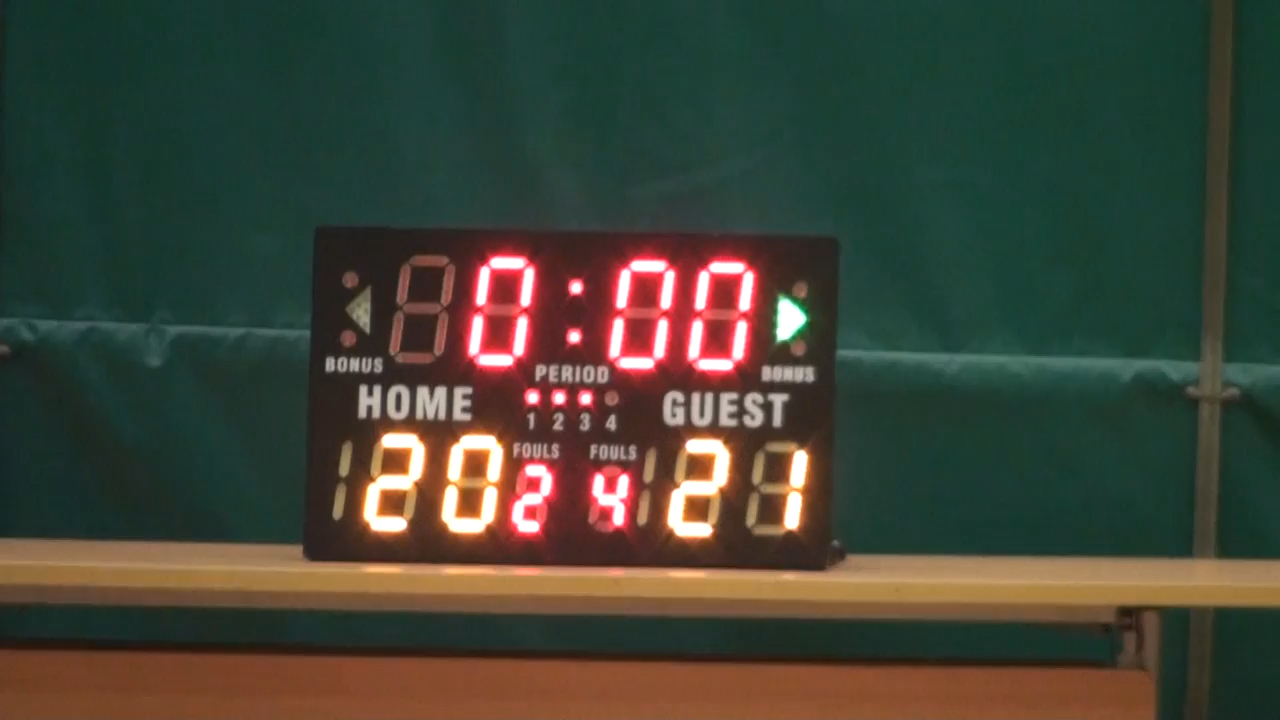 0:00
BONUS PERIOD BONUS
HOME 1 2 3 4 GUEST
FOULS FOULS
20 2 4 21